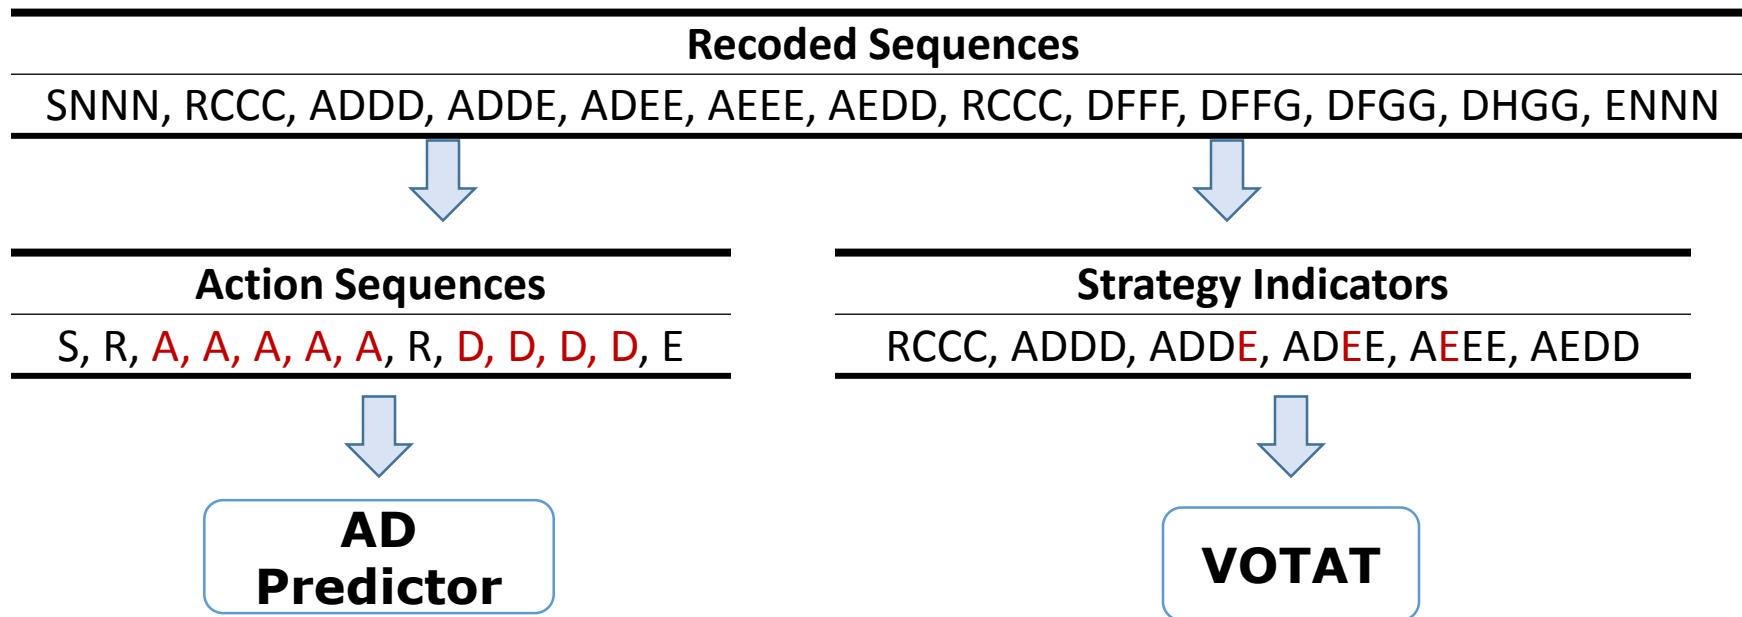 Recoded Sequences
SNNN, RCCC, ADDD, ADDE, ADEE, AEEE, AEDD, RCCC, DFFF, DFFG, DFGG, DHGG, ENNN
Action Sequences
S, R, A, A, A, A, A, R, D, D, D, D, E
AD
Predictor
Strategy Indicators
RCCC, ADDD, ADDE, ADEE, AEEE, AEDD
VOTAT